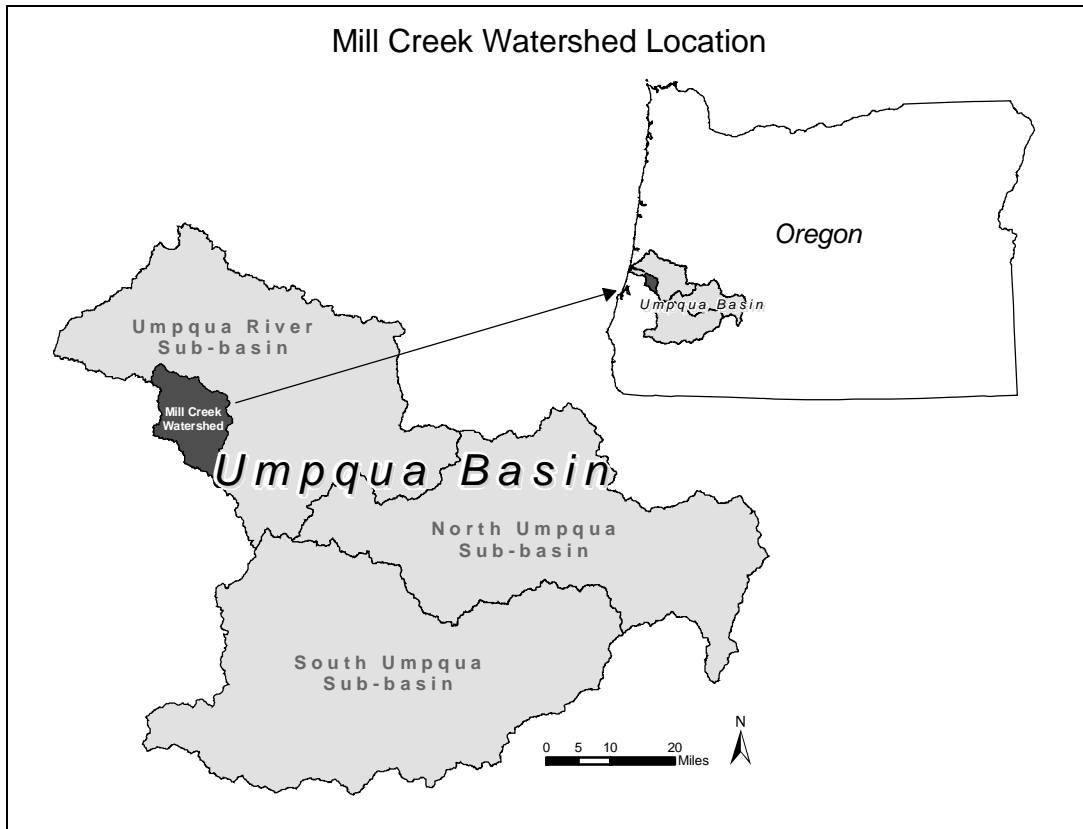 Mill Creek Watershed Location
Oregon
Umpqua Basin
Umpqua River
Sub-basin
Mill Creek
Watershed
Umpqua Basin
North Umpqua
Sub-basin
South Umpqua
Sub-basin
N
0 5 10 20
Miles